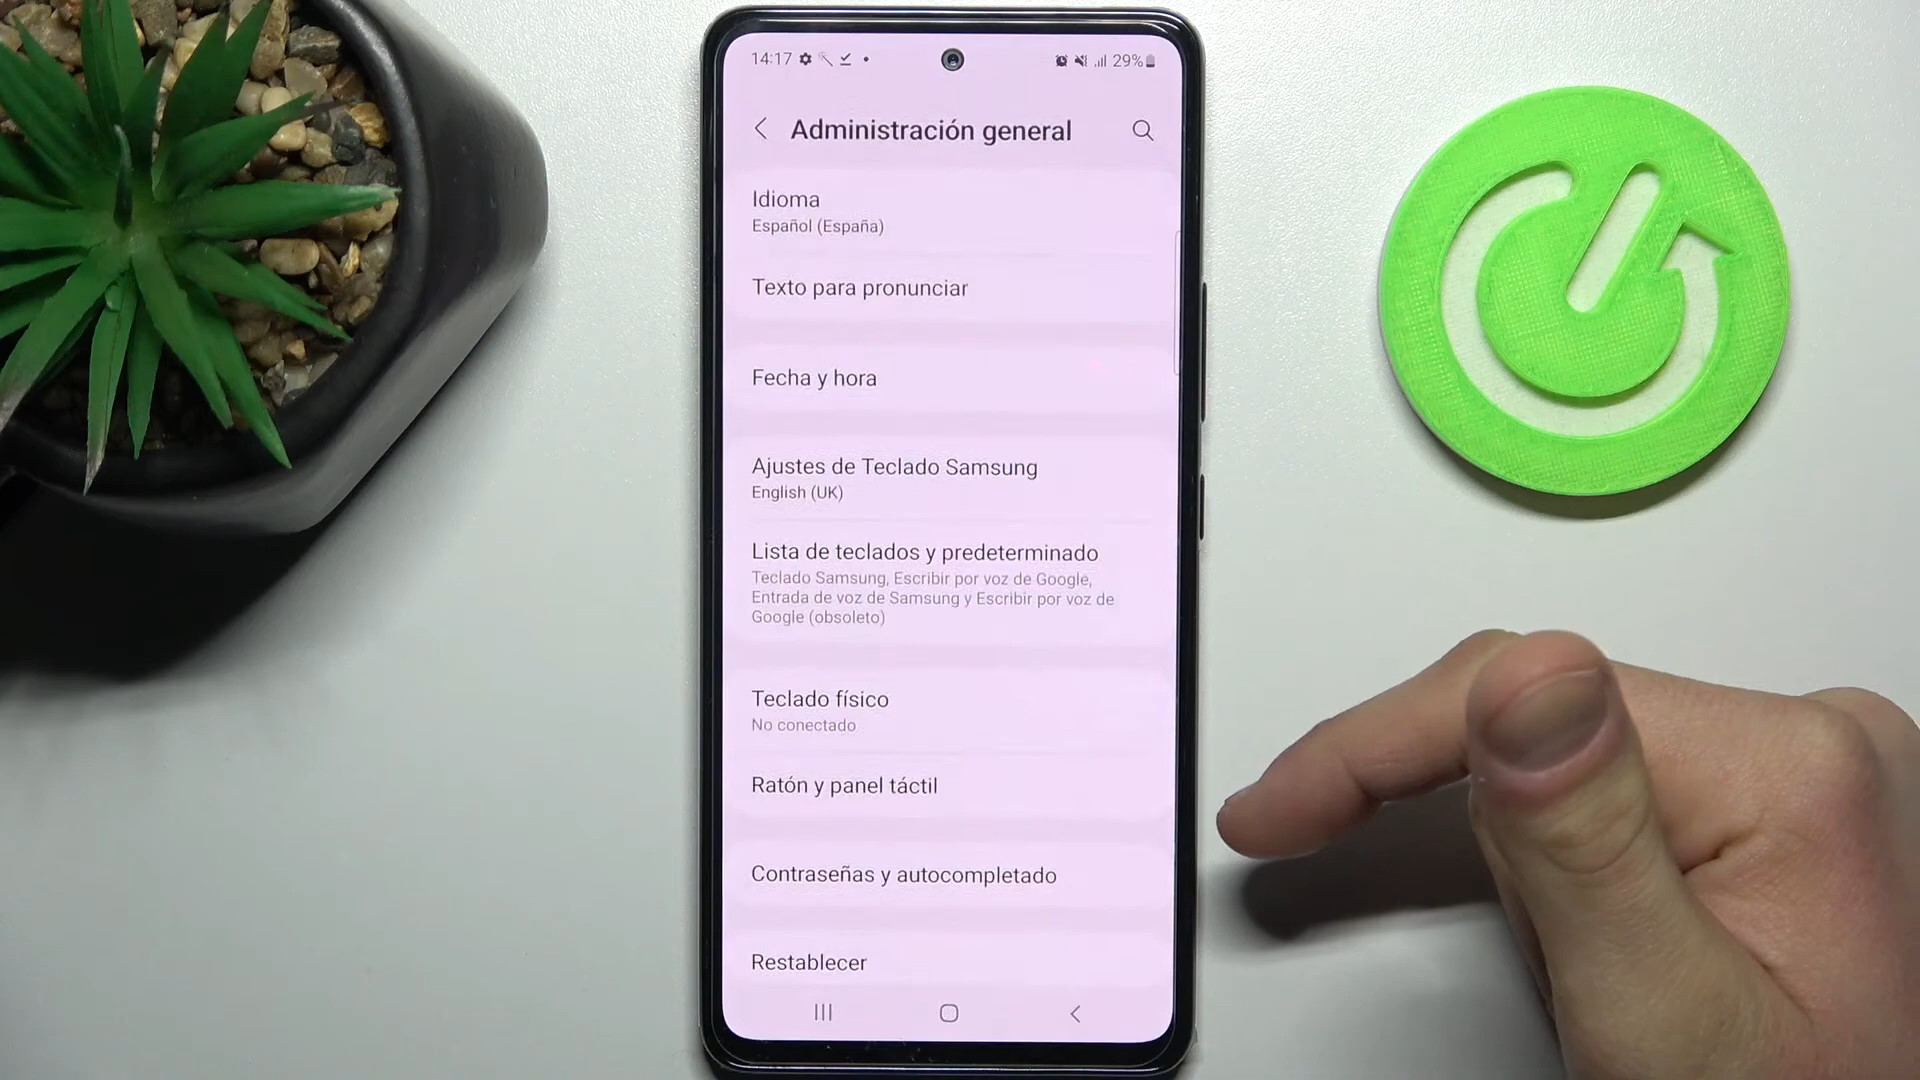 14:17
29%
Administración general
Idioma
Español (España)
Texto para pronunciar
Fecha y hora
Ajustes de Teclado Samsung
English (UK)
Lista de teclados y predeterminado
Teclado Samsung, Escribir por voz de Google,
Entrada de voz de Samsung y Escribir por voz de
Google (obsoleto)
Teclado físico
No conectado
Ratón y panel táctil
Contraseñas y autocompletado
Restablecer